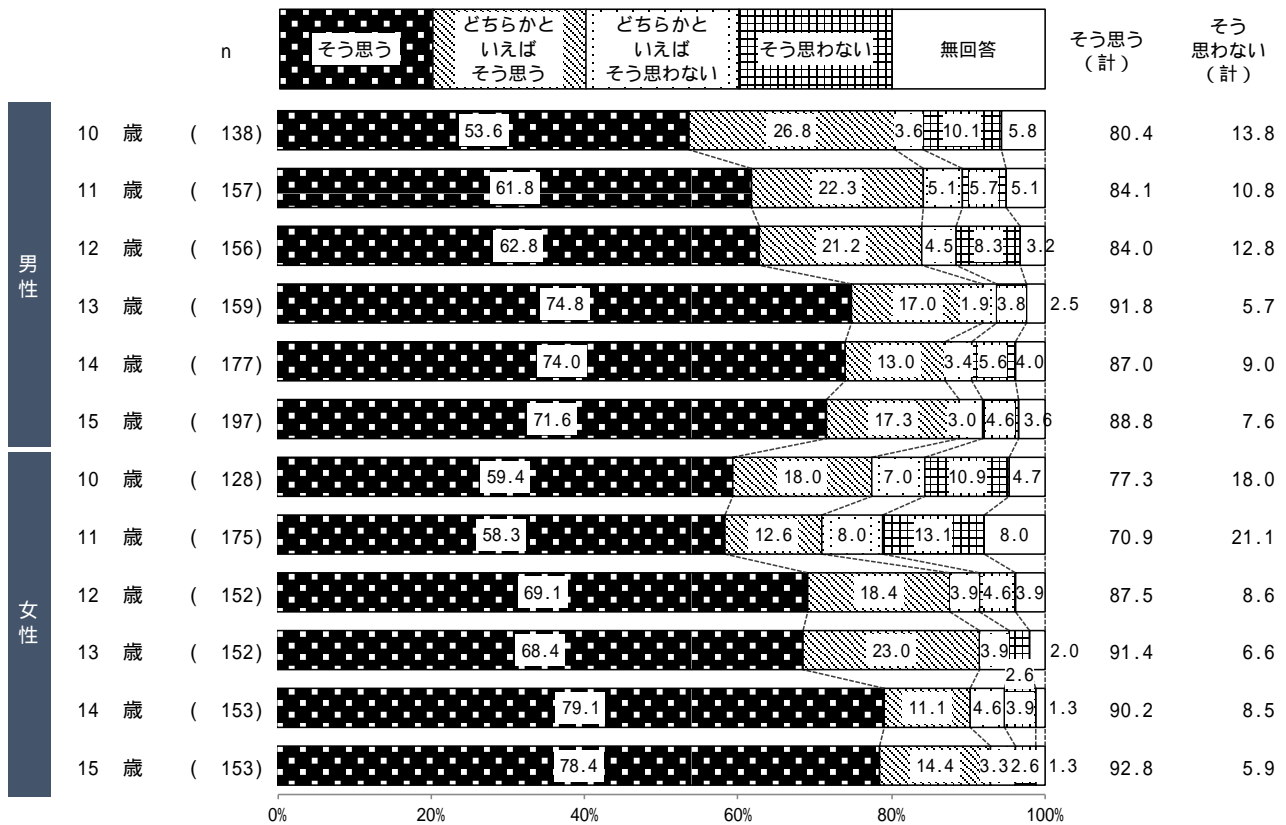 n
そう思う
どちらかと
いえば
そう思う
どちらかと
いえば
そう思わない
そう思わない
無回答
そう思う
（計）
そう
思わない
（計）
男性
10 歳 ( 138) 53.6 26.8 3.6 10.1 5.8 80.4 13.8
11 歳 ( 157) 61.8 22.3 5.1 5.7 5.1 84.1 10.8
12 歳 ( 156) 62.8 21.2 4.5 8.3 3.2 84.0 12.8
13 歳 ( 159) 74.8 17.0 1.9 3.8 2.5 91.8 5.7
14 歳 ( 177) 74.0 13.0 3.4 5.6 4.0 87.0 9.0
15 歳 ( 197) 71.6 17.3 3.0 4.6 3.6 88.8 7.6
女性
10 歳 ( 128) 59.4 18.0 7.0 10.9 4.7 77.3 18.0
11 歳 ( 175) 58.3 12.6 8.0 13.1 8.0 70.9 21.1
12 歳 ( 152) 69.1 18.4 3.9 4.6 3.9 87.5 8.6
13 歳 ( 152) 68.4 23.0 3.9 2.6 2.0 91.4 6.6
14 歳 ( 153) 79.1 11.1 4.6 3.9 1.3 90.2 8.5
15 歳 ( 153) 78.4 14.4 3.3 2.6 1.3 92.8 5.9
0% 20% 40% 60% 80% 100%